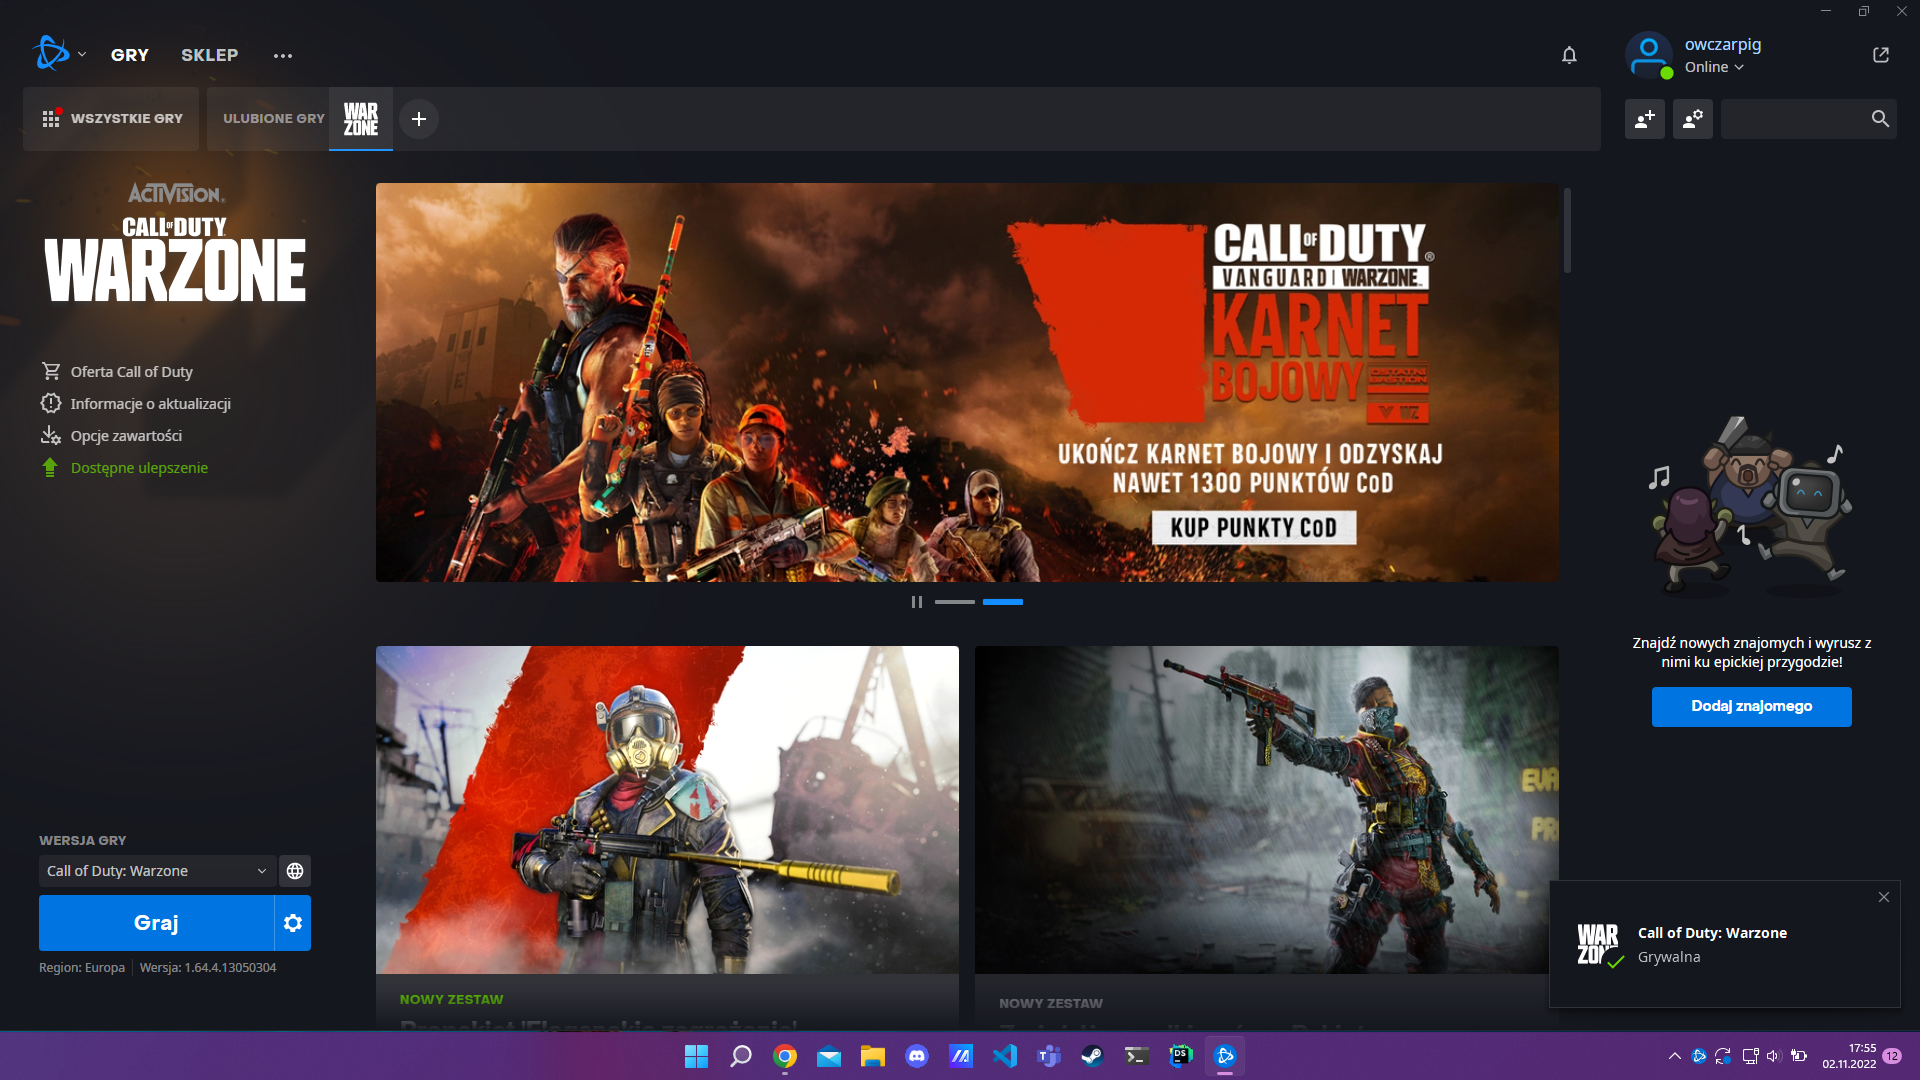 GRY
SKLEP
owczarpig
Online
WSZYSTKIE GRY
ULUBIONE GRY
WAR
ZONE
ACTIVISION
CALL OF DUTY
WARZONE
Oferta Call of Duty
Informacje o aktualizacji
Opcje zawartości
Dostępne ulepszenie
CALL OF DUTY®
VANGUARD | WARZONE™
KARNET
BOJOWY
OSTATNI
BASTION
V WZ
UKOŃCZ KARNET BOJOWY I ODZYSKAJ
NAWET 1300 PUNKTÓW CoD
KUP PUNKTY CoD
Znajdź nowych znajomych i wyrusz z
nimi ku epickiej przygodzie!
Dodaj znajomego
WERSJA GRY
Call of Duty: Warzone
Graj
Region: Europa
Wersja: 1.64.4.13050304
NOWY ZESTAW
NOWY ZESTAW
WAR
Call of Duty: Warzone
Grywalna
17:55
02.11.2022
12